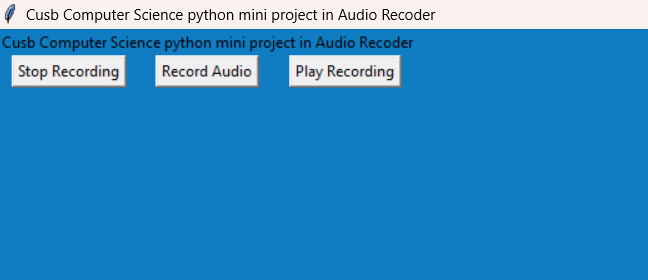 Cusb Computer Science python mini project in Audio Recoder
Cusb Computer Science python mini project in Audio Recoder
Stop Recording Record Audio Play Recording